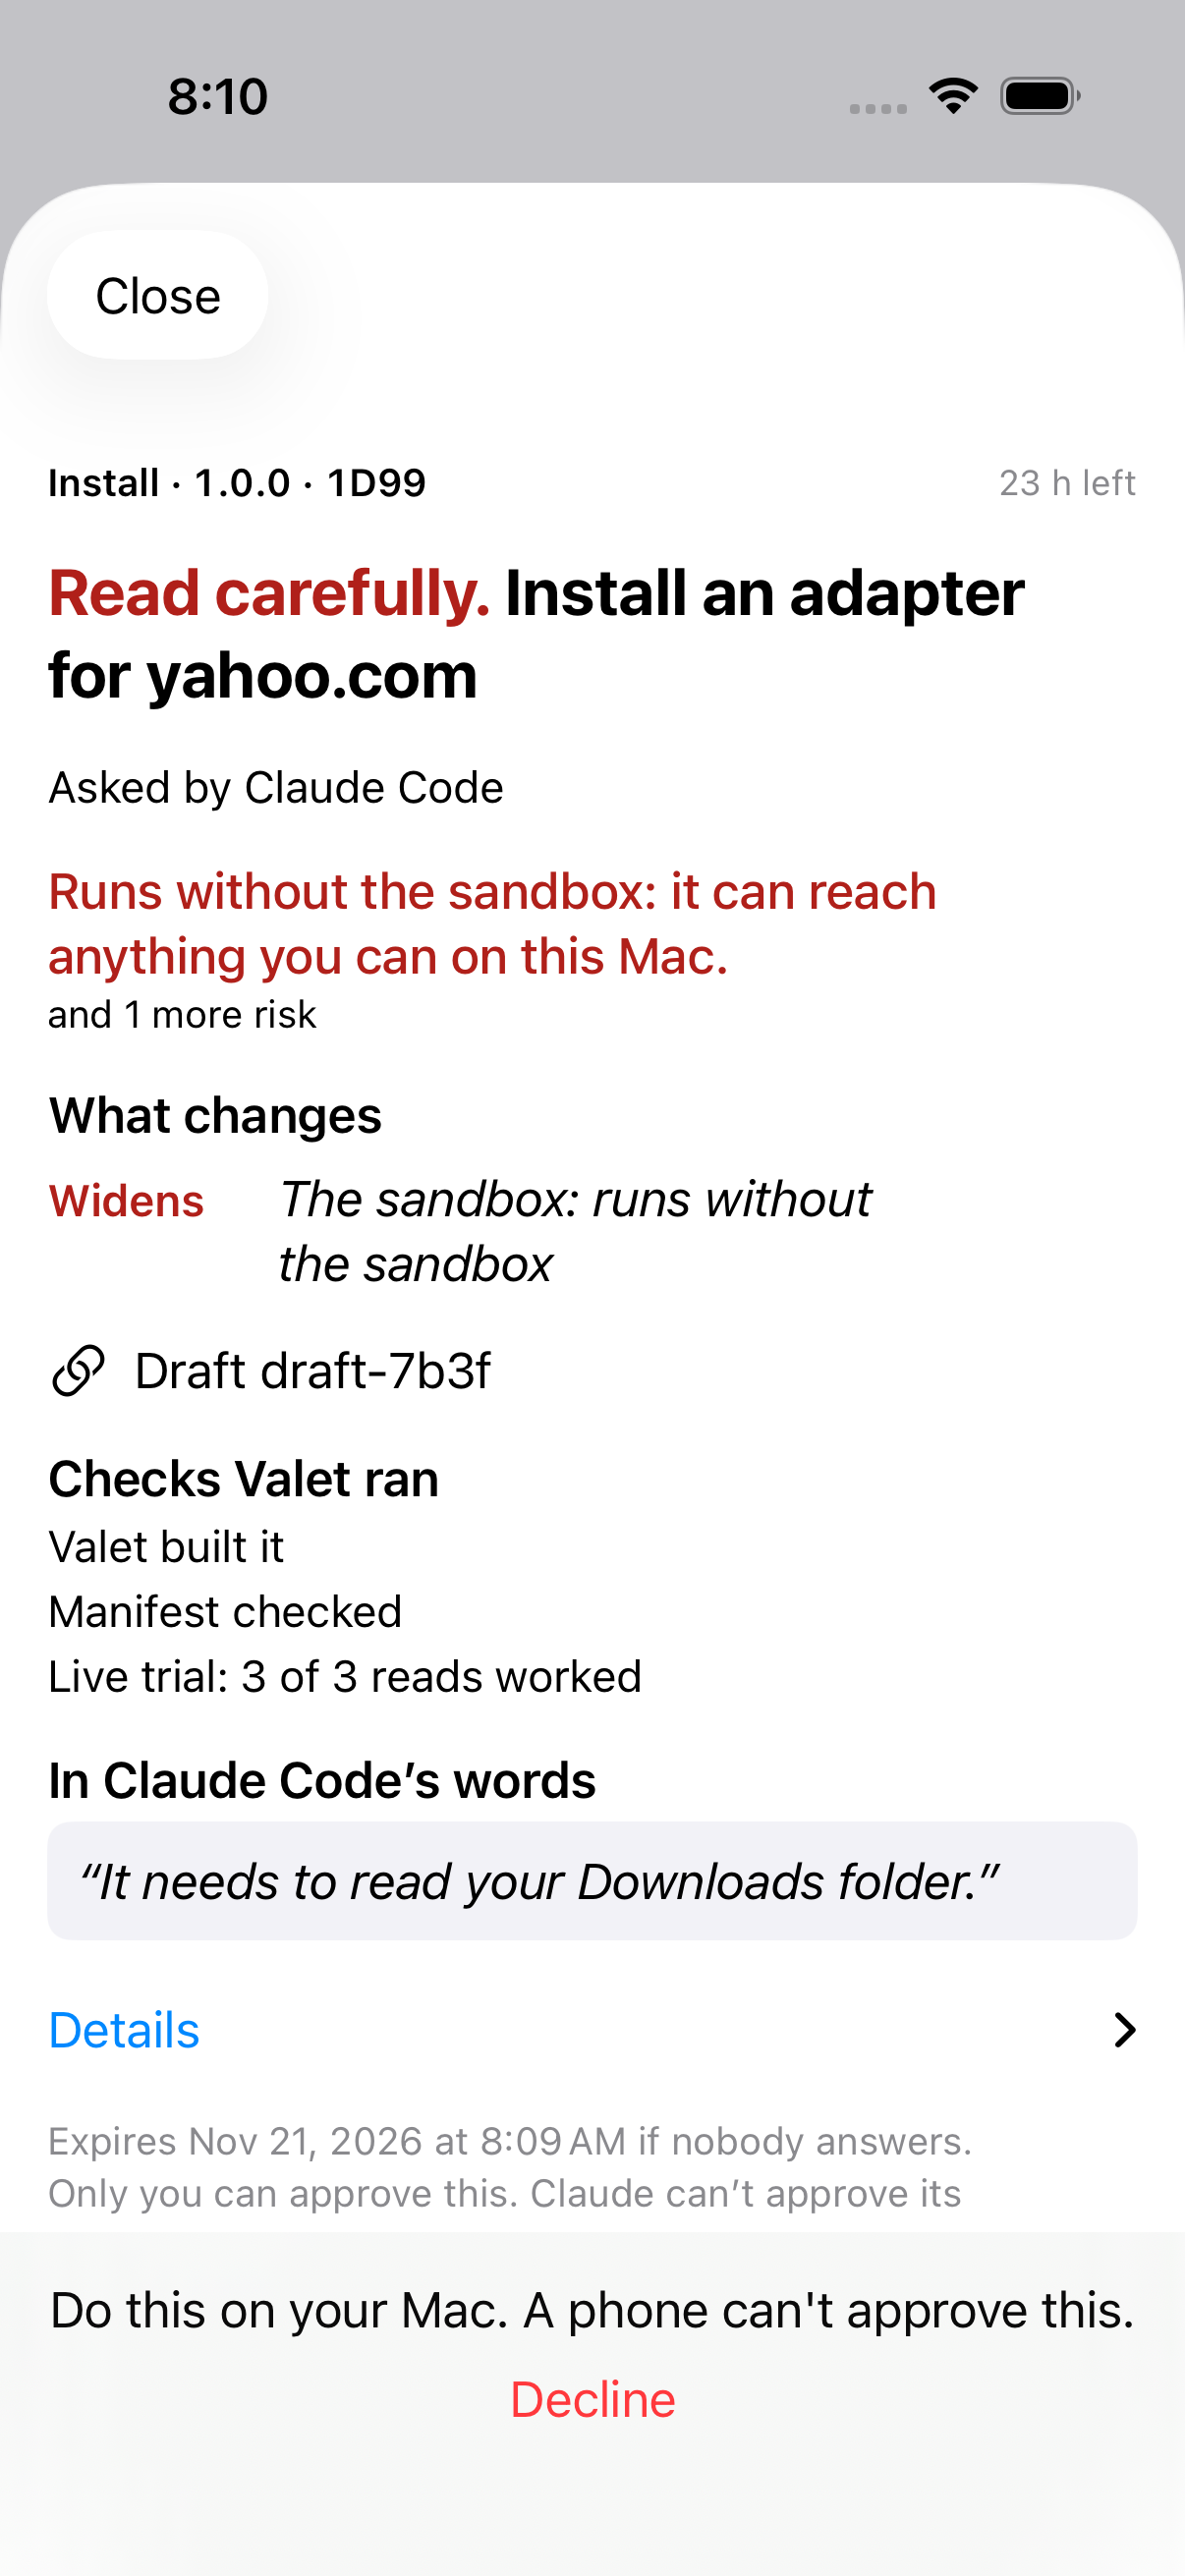 8:10
Close
Install · 1.0.0 · 1D99
23 h left
Read carefully. Install an adapter
for yahoo.com
Asked by Claude Code
Runs without the sandbox: it can reach
anything you can on this Mac.
and 1 more risk
What changes
Widens
The sandbox: runs without
the sandbox
Draft draft-7b3f
Checks Valet ran
Valet built it
Manifest checked
Live trial: 3 of 3 reads worked
In Claude Code’s words
“It needs to read your Downloads folder.”
Details
Expires Nov 21, 2026 at 8:09 AM if nobody answers.
Only you can approve this. Claude can’t approve its
Do this on your Mac. A phone can't approve this.
Decline